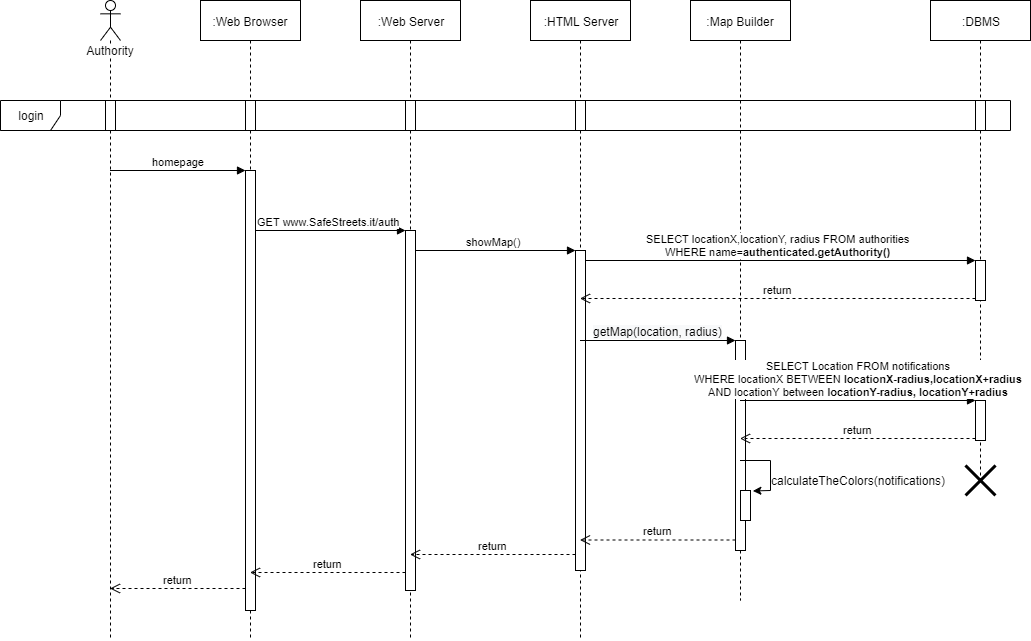 :Web Browser
:Web Server
:HTML Server
:Map Builder
:DBMS
Authority
login
homepage
GET www.SafeStreets.it/auth
showMap()
SELECT locationX,locationY, radius FROM authorities
WHERE name=authenticated.getAuthority()
return
getMap(location, radius)
SELECT Location FROM notifications
WHERE locationX BETWEEN locationX-radius,locationX+radius
AND locationY between locationY-radius, locationY+radius
return
calculateTheColors(notifications)
return
return
return
return